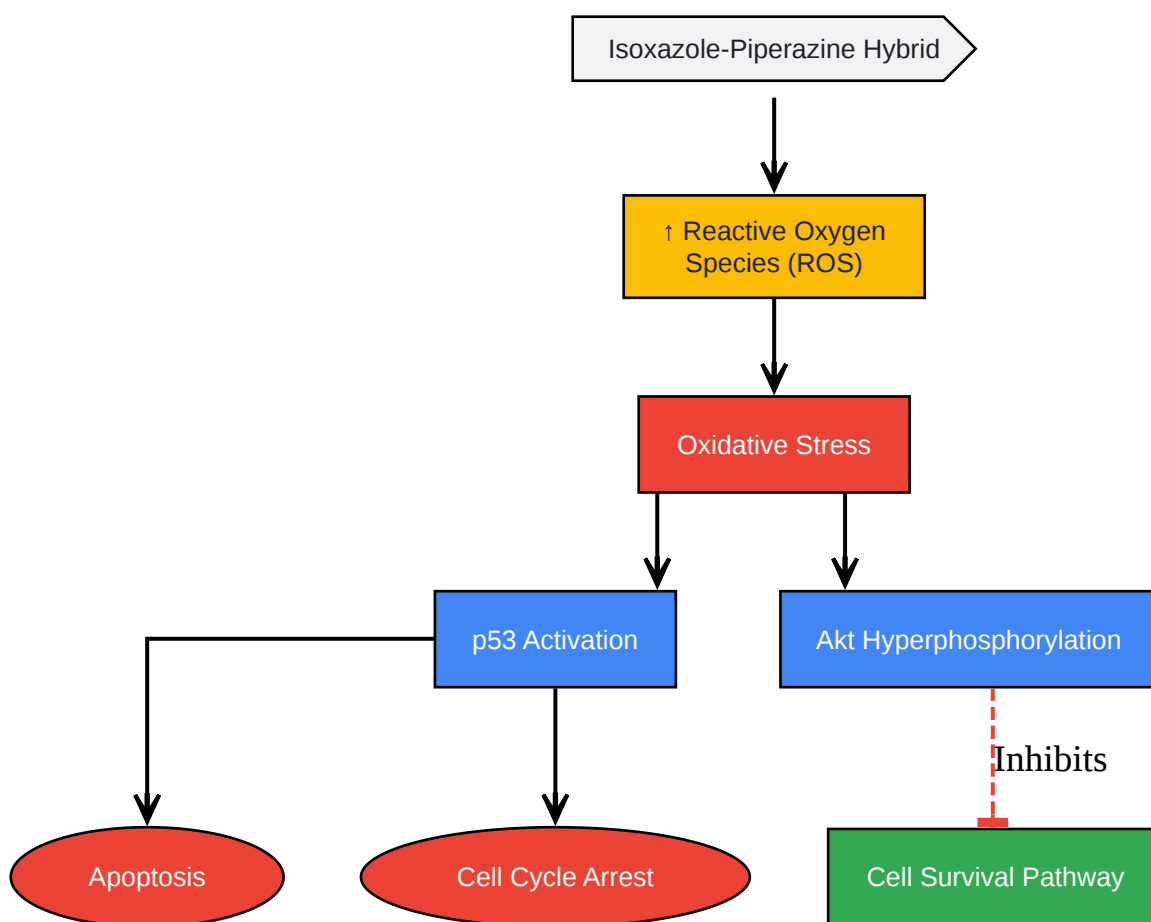 Isoxazole-Piperazine Hybrid
↑ Reactive Oxygen
Species (ROS)
Oxidative Stress
p53 Activation
Akt Hyperphosphorylation
Inhibits
Apoptosis
Cell Cycle Arrest
Cell Survival Pathway